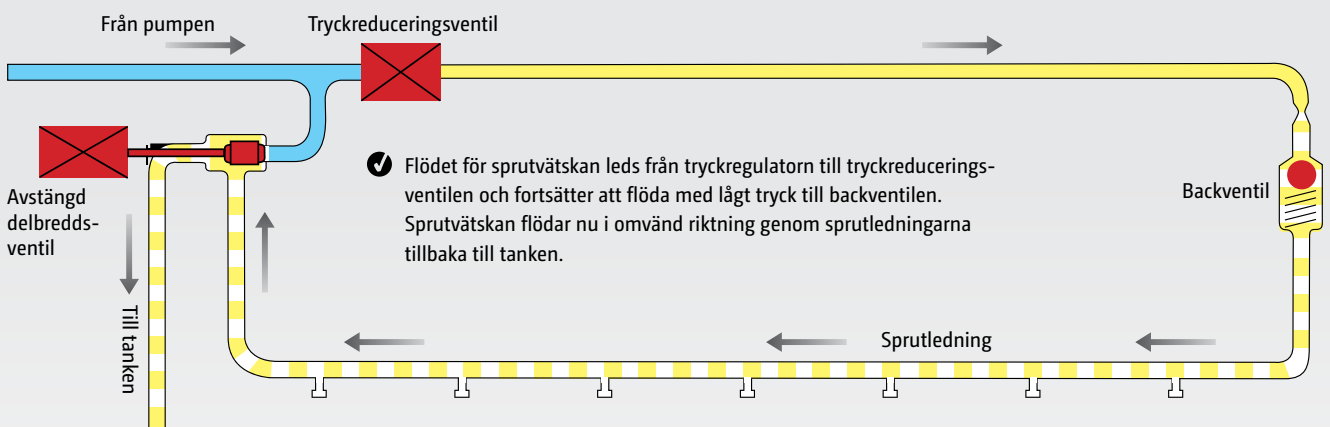 Från pumpen
Tryckreduceringsventil
Avstängd
delbredds-
ventil
Till tanken
Flödet för sprutvätskan leds från tryckregulatorn till tryckreducerings-
ventilen och fortsätter att flöda med lågt tryck till backventilen.
Sprutvätskan flödar nu i omvänd riktning genom sprutledningarna
tillbaka till tanken.
Backventil
Sprutledning